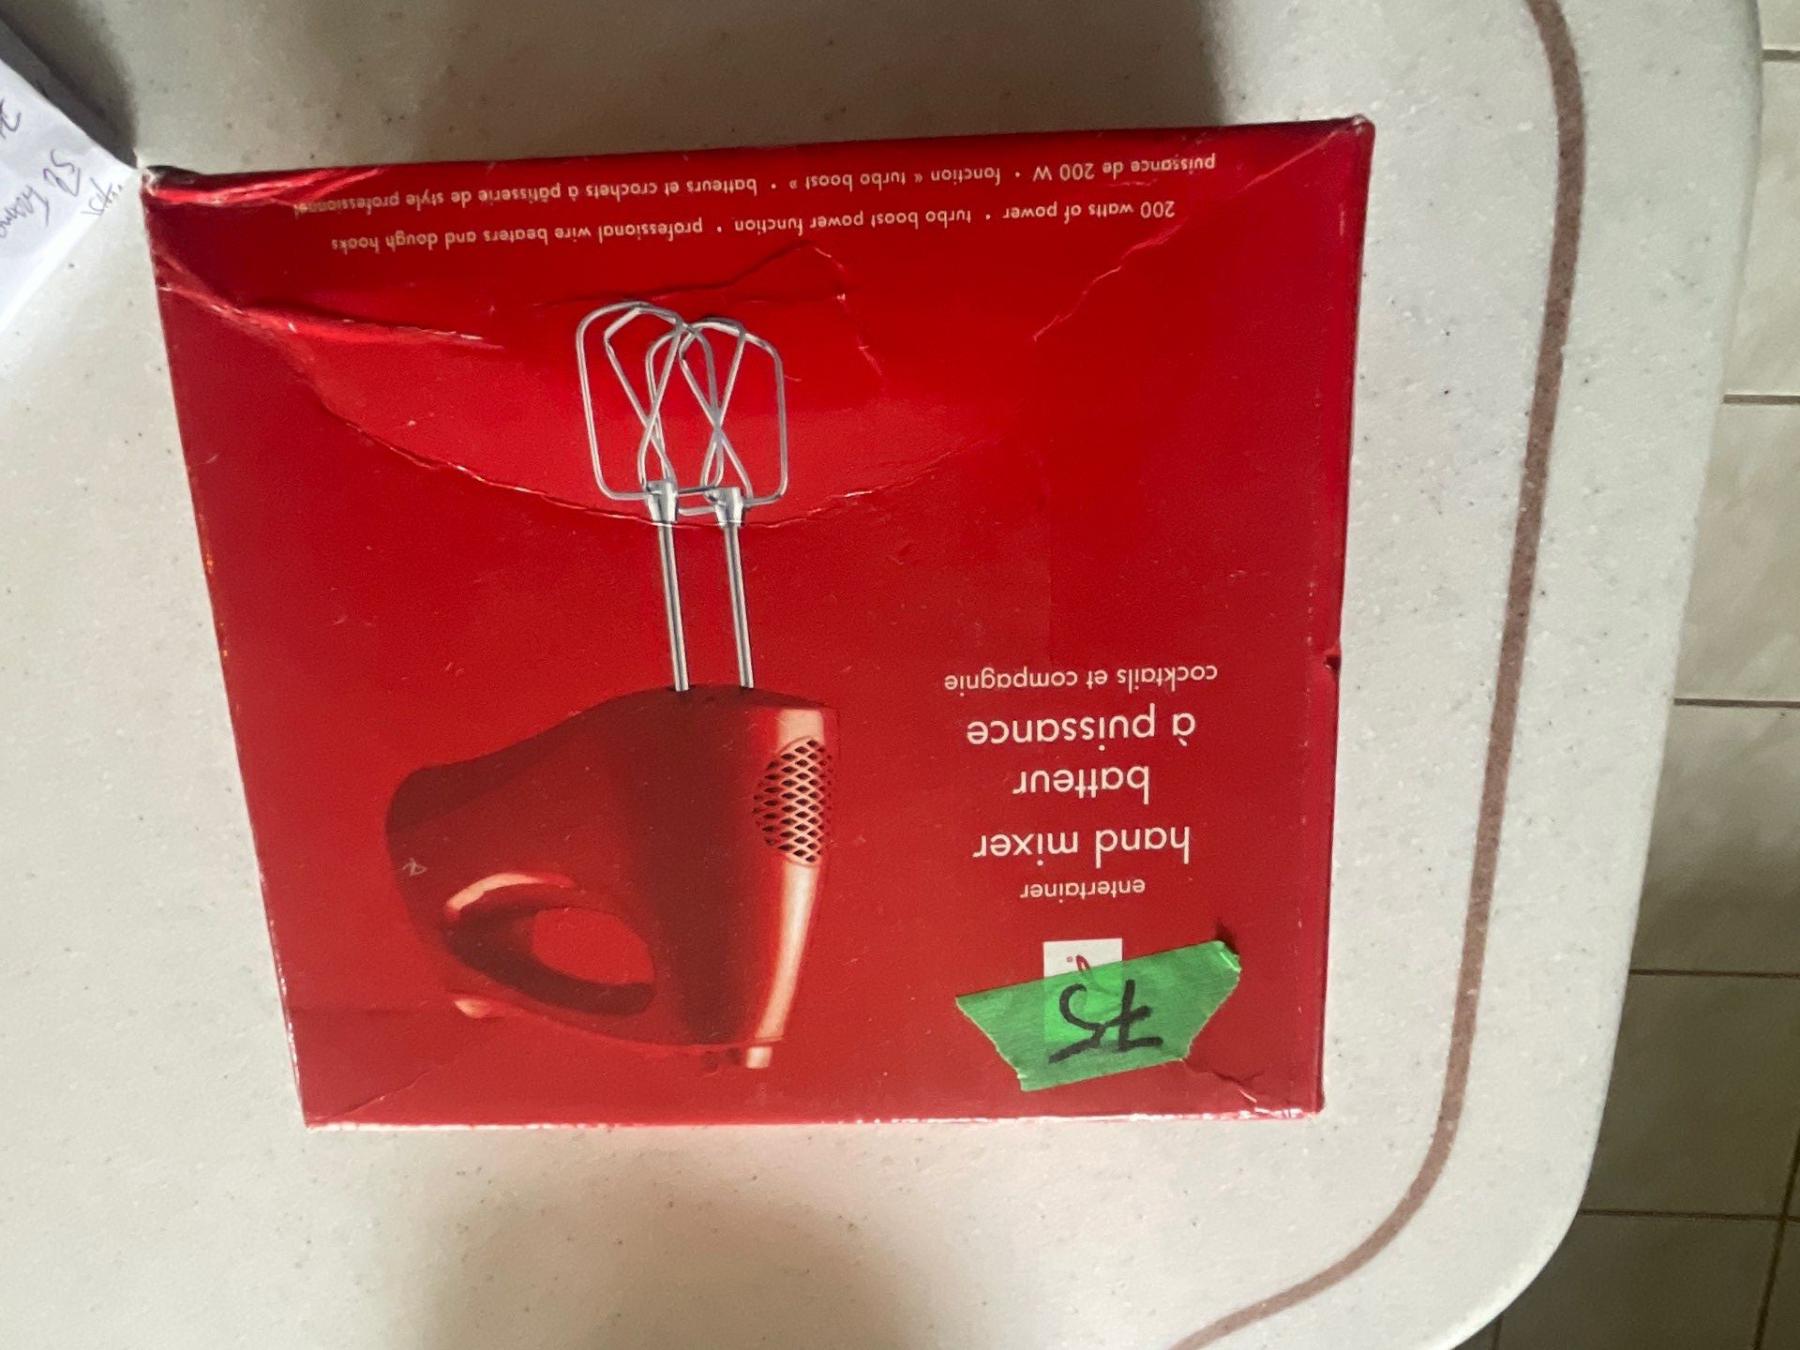 75
entertainer
hand mixer
batteur
à puissance
cocktails et compagnie
200 watts of power • turbo boost power function • professional wire beaters and dough hooks
puissance de 200 W • fonction « turbo boost » • batteurs et crochets à pâtisserie de style professionnel